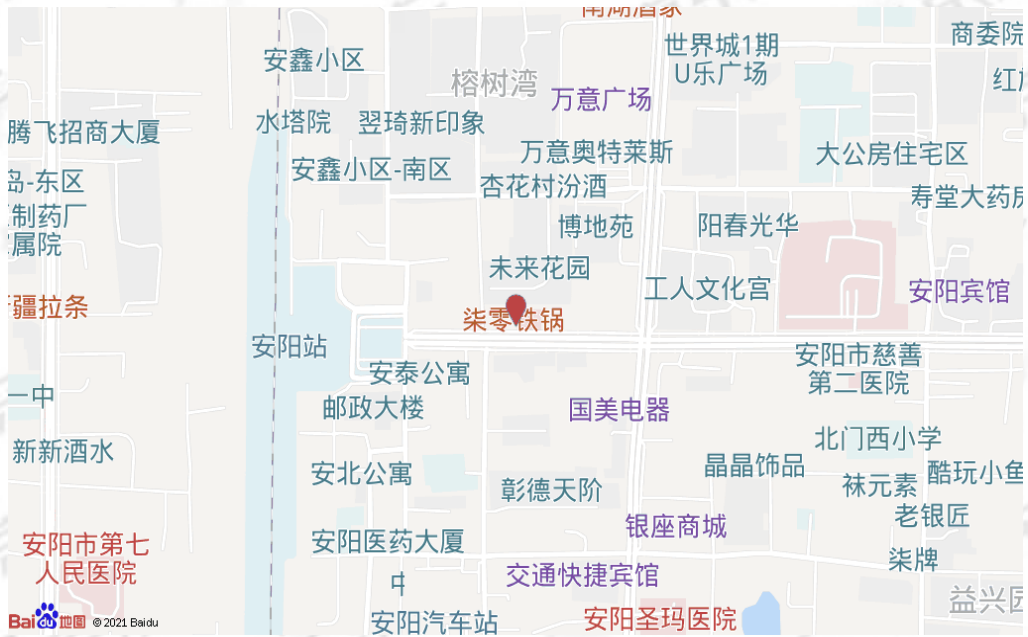 南湖酒家
世界城1期
U乐广场
商委院
安鑫小区
榕树湾
万意广场
水塔院
翌琦新印象
腾飞招商大厦
万意奥特莱斯
大公房住宅区
安鑫小区-南区
岛-东区
杏花村汾酒
寿堂大药房
制药厂
属院
博地苑
阳春光华
未来花园
工人文化宫
安阳宾馆
疆拉条
柒零铁锅
安阳站
安阳市慈善
第二医院
安泰公寓
一中
邮政大楼
国美电器
新新酒水
北门西小学
安北公寓
晶晶饰品
酷玩小鱼
袜元素
彰德天阶
老银匠
银座商城
安阳医药大厦
安阳市第七
人民医院
柒牌
交通快捷宾馆
益兴园
安阳汽车站
安阳圣玛医院
Bai du 地图 © 2021 Baidu